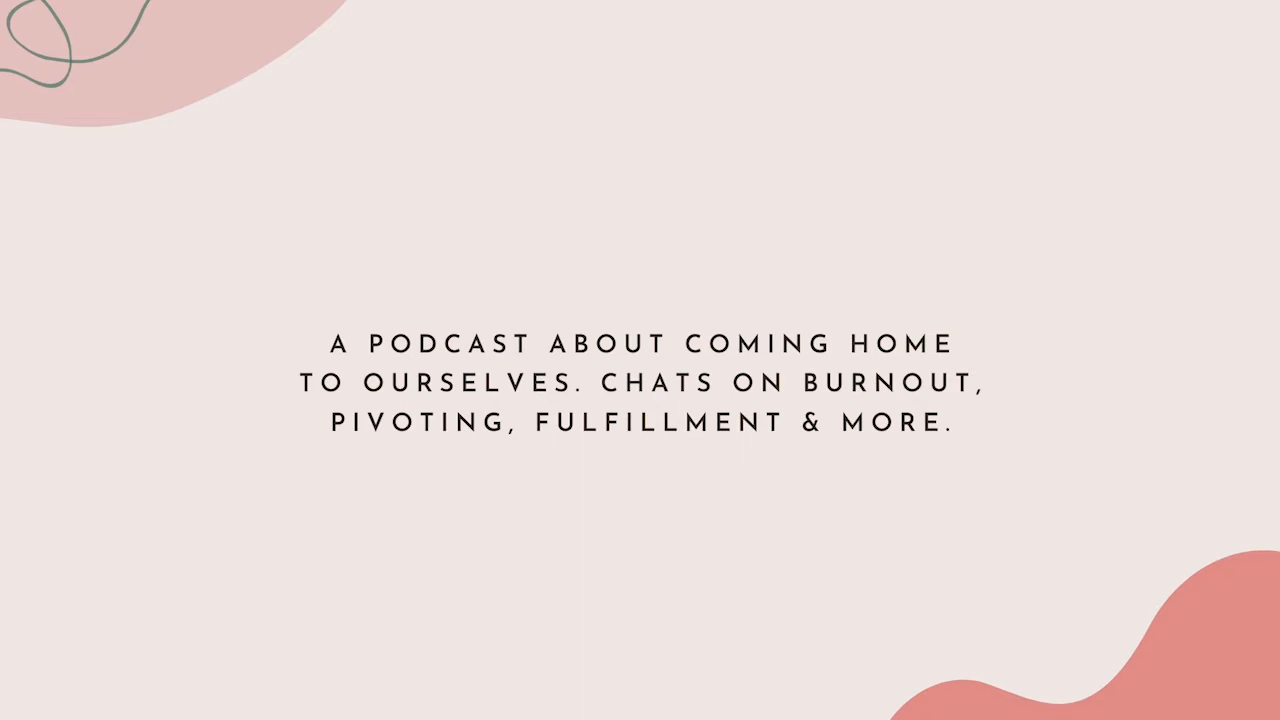 A PODCAST ABOUT COMING HOME
TO OURSELVES. CHATS ON BURNOUT,
PIVOTING, FULFILLMENT & MORE.